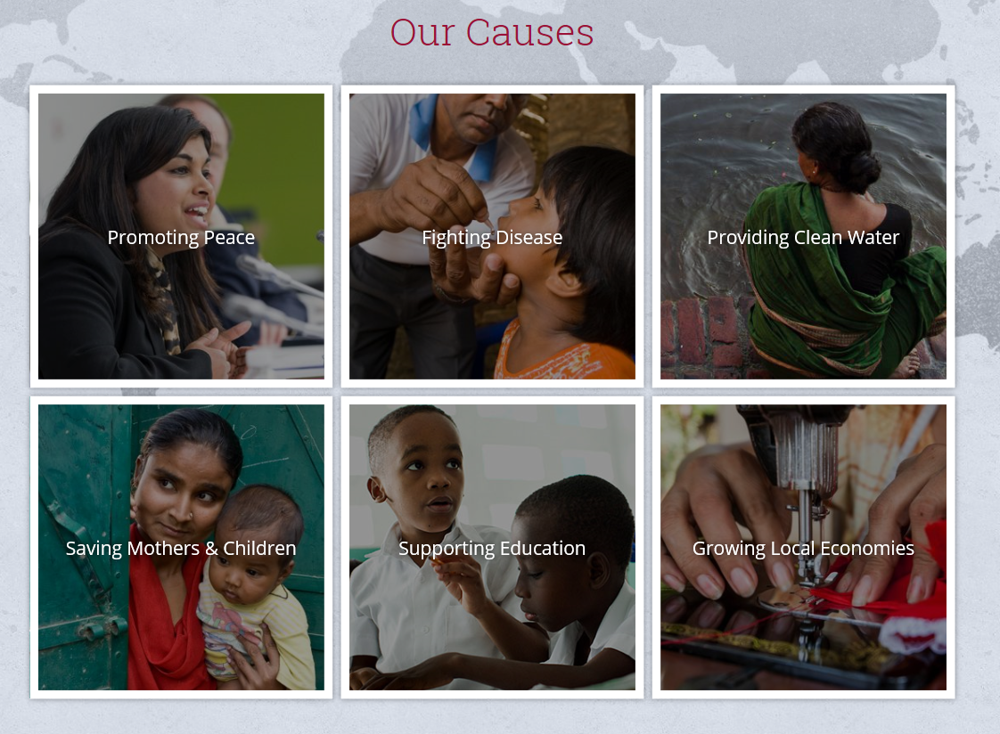 Our Causes
Promoting Peace
Fighting Disease
Providing Clean Water
Saving Mothers & Children
Supporting Education
Growing Local Economies